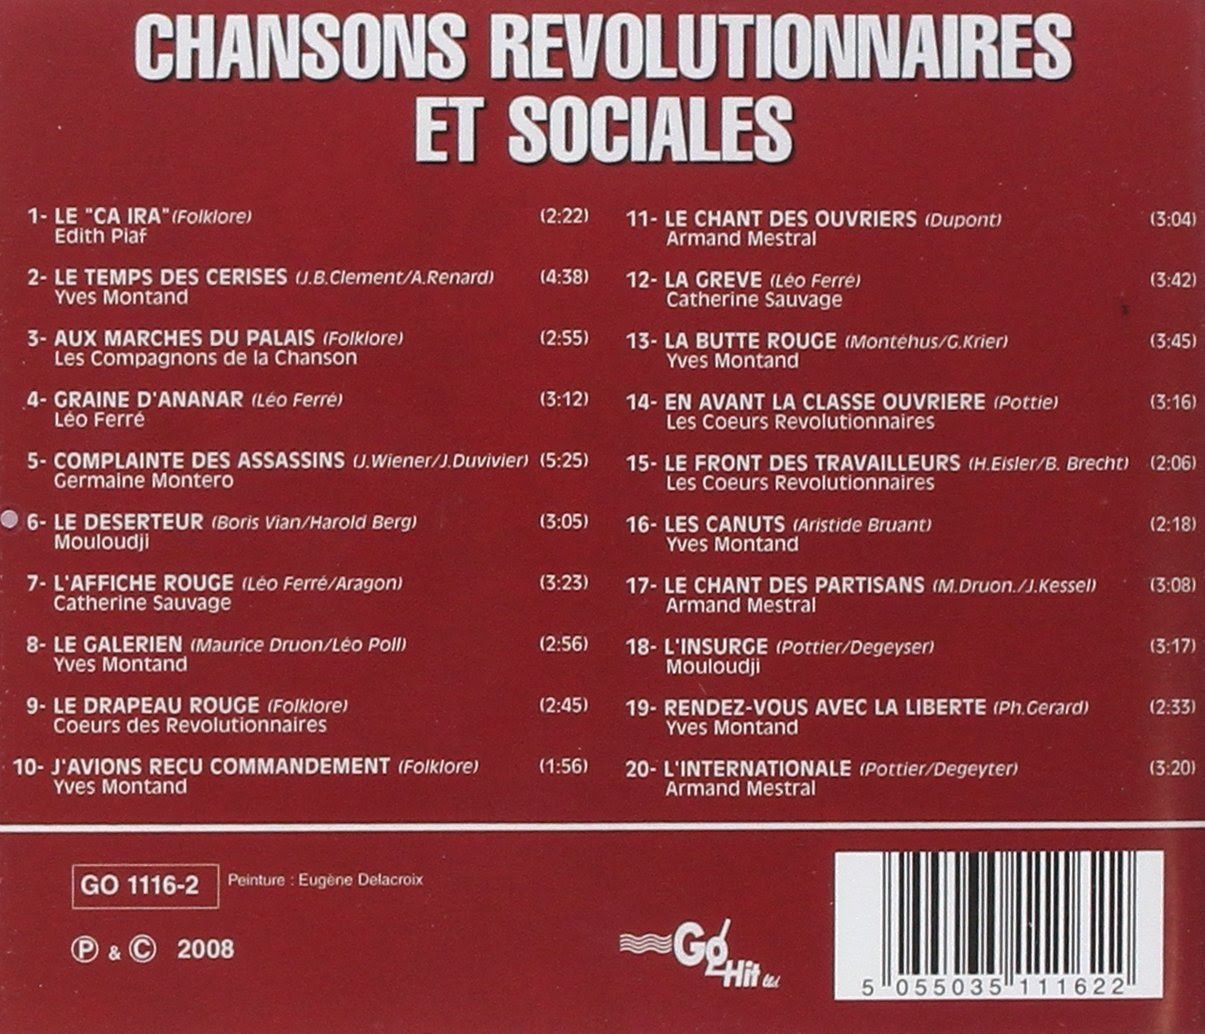 CHANSONS REVOLUTIONNAIRES
ET SOCIALES
1- LE "CA IRA" (Folklore) (2:22)
Edith Piaf
2- LE TEMPS DES CERISES (J.B.Clement/A.Renard) (4:38)
Yves Montand
3- AUX MARCHES DU PALAIS (Folklore) (2:55)
Les Compagnons de la Chanson
4- GRAINE D'ANANAR (Léo Ferré) (3:12)
Léo Ferré
5- COMPLAINTE DES ASSASSINS (J.Wiener/J.Duvivier) (5:25)
Germaine Montero
6- LE DESERTEUR (Boris Vian/Harold Berg) (3:05)
Mouloudji
7- L'AFFICHE ROUGE (Léo Ferré/Aragon) (3:23)
Catherine Sauvage
8- LE GALERIEN (Maurice Druon/Léo Poll) (2:56)
Yves Montand
9- LE DRAPEAU ROUGE (Folklore) (2:45)
Coeurs des Revolutionnaires
10- J'AVIONS RECU COMMANDEMENT (Folklore) (1:56)
Yves Montand
11- LE CHANT DES OUVRIERS (Dupont) (3:04)
Armand Mestral
12- LA GREVE (Léo Ferré) (3:42)
Catherine Sauvage
13- LA BUTTE ROUGE (Montéhus/G.Krier) (3:45)
Yves Montand
14- EN AVANT LA CLASSE OUVRIERE (Pottie) (3:16)
Les Coeurs Revolutionnaires
15- LE FRONT DES TRAVAILLEURS (H.Eisler/B. Brecht) (2:06)
Les Coeurs Revolutionnaires
16- LES CANUTS (Aristide Bruant) (2:18)
Yves Montand
17- LE CHANT DES PARTISANS (M.Druon./J.Kessel) (3:08)
Armand Mestral
18- L'INSURGE (Pottier/Degeyser) (3:17)
Mouloudji
19- RENDEZ-VOUS AVEC LA LIBERTE (Ph.Gerard) (2:33)
Yves Montand
20- L'INTERNATIONALE (Pottier/Degeyter) (3:20)
Armand Mestral
GO 1116-2
Peinture : Eugène Delacroix
Ⓟ & © 2008
Go
Hit
5 055035 111622